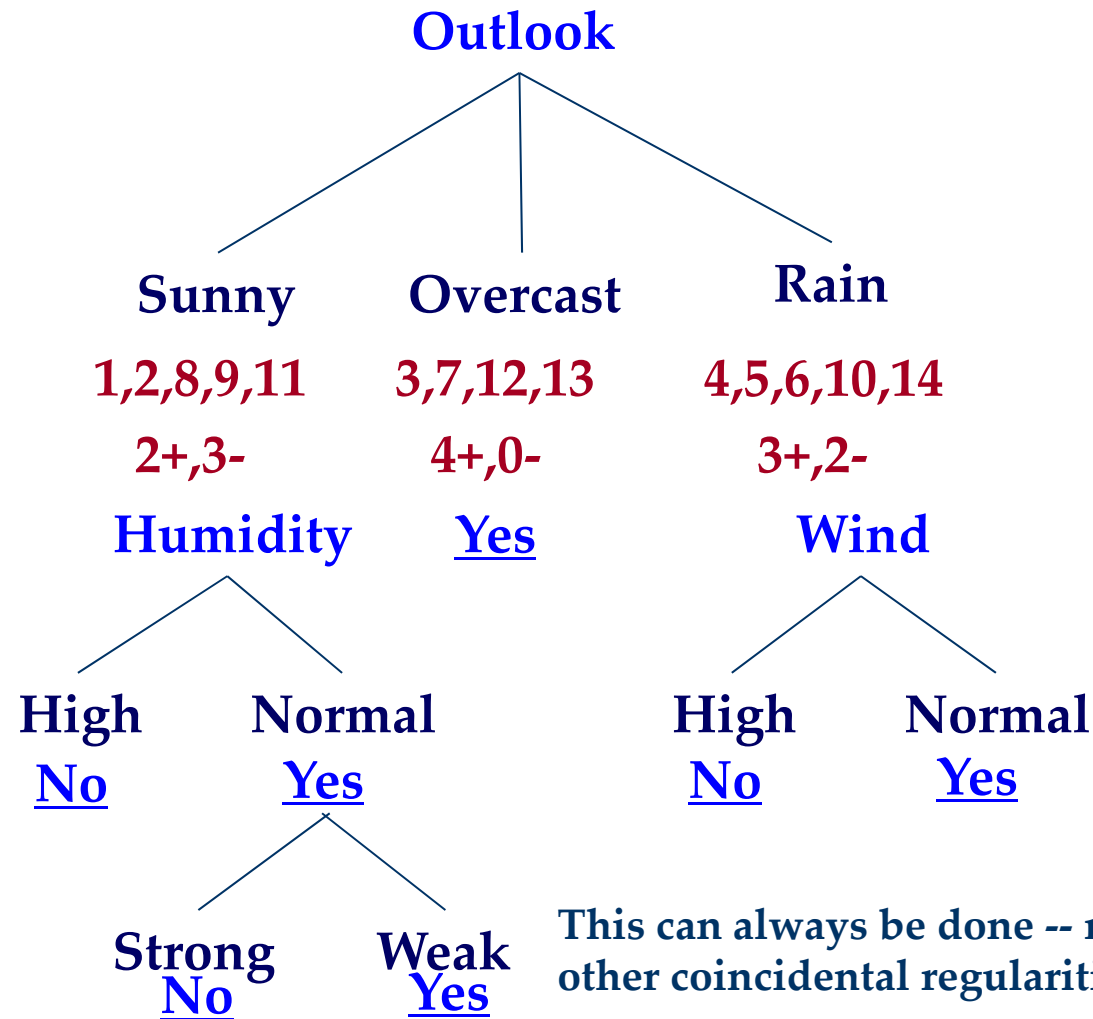 Outlook
Sunny Overcast Rain
1,2,8,9,11 3,7,12,13 4,5,6,10,14
2+,3- 4+,0- 3+,2-
Humidity Yes Wind
High Normal High Normal
No Yes No Yes
Strong Weak
No Yes
This can always be done --
other coincidental